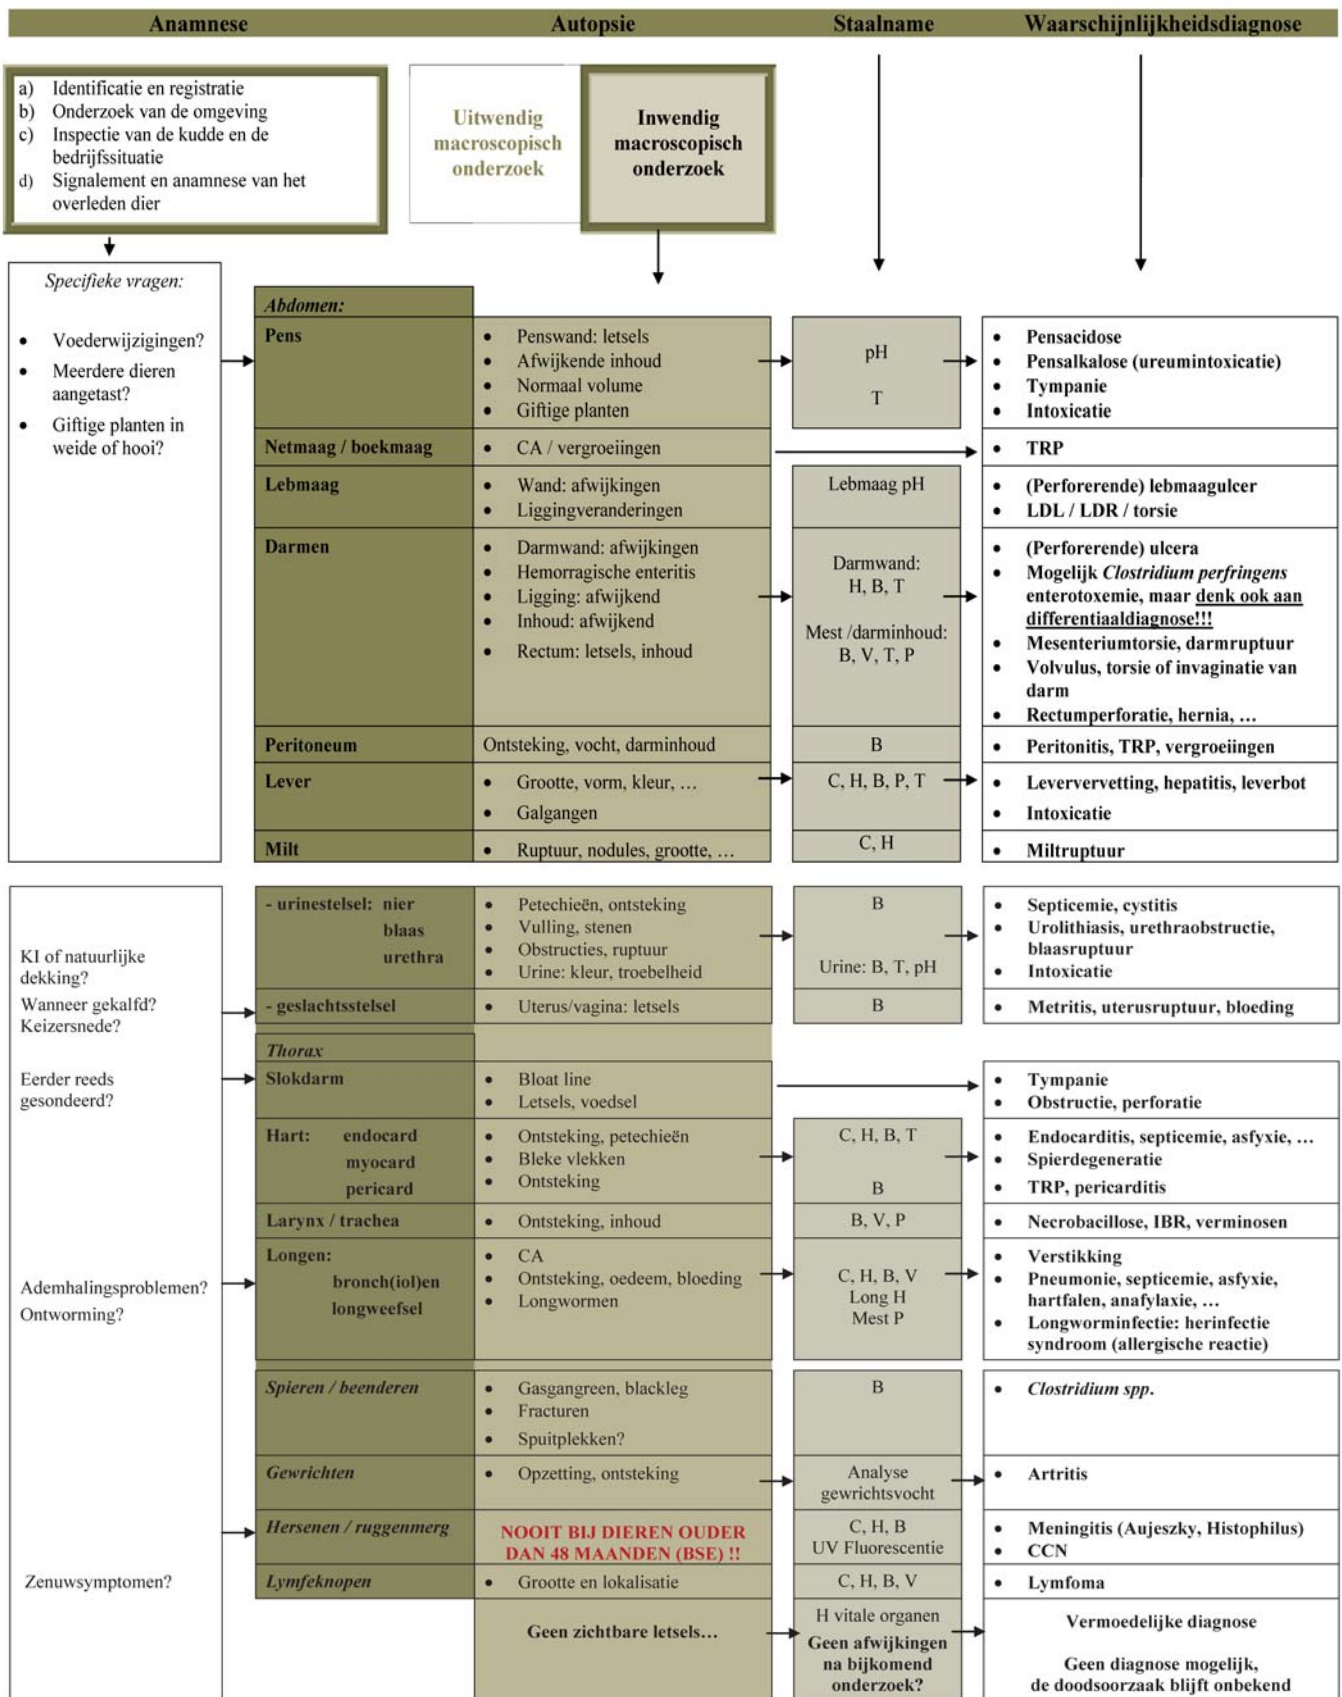 Anamnese
Autopsie
Staalname
Waarschijnlijkheidsdiagnose
a) Identificatie en registratie
b) Onderzoek van de omgeving
c) Inspectie van de kudde en de
bedrijfssituatie
d) Signalement en anamnese van het
overleden dier
Uitwendig
macroscopisch
onderzoek
Inwendig
macroscopisch
onderzoek
Specifieke vragen:
• Voederwijzigingen?
• Meerdere dieren
aangetast?
• Giftige planten in
weide of hooi?
Abdomen:
Pens
• Penswand: letsels
• Afwijkende inhoud
• Normaal volume
• Giftige planten
pH
T
• Pensacidose
• Pensalkalose (ureumintoxicatie)
• Tympanie
• Intoxicatie
Netmaag / boekmaag
• CA / vergroeiingen
• TRP
Lebmaag
• Wand: afwijkingen
• Liggingveranderingen
Lebmaag pH
• (Perforerende) lebmaagulcer
• LDL / LDR / torsie
Darmen
• Darmwand: afwijkingen
• Hemorragische enteritis
• Ligging: afwijkend
• Inhoud: afwijkend
• Rectum: letsels, inhoud
Darmwand:
H, B, T
Mest /darminhoud:
B, V, T, P
• (Perforerende) ulcera
• Mogelijk Clostridium perfringens
enterotoxemie, maar denk ook aan
differentiaaldiagnose!!!
• Mesenteriumtorsie, darmruptuur
• Volvulus, torsie of invaginatie van
darm
• Rectumperforatie, hernia, …
Peritoneum
Ontsteking, vocht, darminhoud
B
• Peritonitis, TRP, vergroeiingen
Lever
• Grootte, vorm, kleur, …
• Galgangen
C, H, B, P, T
• Leververvetting, hepatitis, leverbot
• Intoxicatie
Milt
• Ruptuur, nodules, grootte, …
C, H
• Miltruptuur
KI of natuurlijke
dekking?
Wanneer gekalfd?
Keizersnede?
Eerder reeds
gesondeerd?
Ademhalingsproblemen?
Ontworming?
Zenuwsymptomen?
- urinestelsel: nier
blaas
urethra
• Petechieën, ontsteking
• Vulling, stenen
• Obstructies, ruptuur
• Urine: kleur, troebelheid
B
Urine: B, T, pH
• Septicemie, cystitis
• Urolithiasis, urethraobstructie,
blaasruptuur
• Intoxicatie
- geslachtsstelsel
• Uterus/vagina: letsels
B
• Metritis, uterusruptuur, bloeding
Thorax
Slokdarm
• Bloat line
• Letsels, voedsel
• Tympanie
• Obstructie, perforatie
Hart: endocard
myocard
pericard
• Ontsteking, petechieën
• Bleke vlekken
• Ontsteking
C, H, B, T
B
• Endocarditis, septicemie, asfyxie, …
• Spierdegeneratie
• TRP, pericarditis
Larynx / trachea
• Ontsteking, inhoud
B, V, P
• Necrobacillose, IBR, verminosen
Longen:
bronch(iol)en
longweefsel
• CA
• Ontsteking, oedeem, bloeding
• Longwormen
C, H, B, V
Long H
Mest P
• Verstikking
• Pneumonie, septicemie, asfyxie,
hartfalen, anafylaxie, …
• Longworminfectie: herinfectie
syndroom (allergische reactie)
Spieren / beenderen
• Gasgangreen, blackleg
• Fracturen
• Spuitplekken?
B
• Clostridium spp.
Gewrichten
• Opzetting, ontsteking
Analyse
gewrichtsvocht
• Artritis
Hersenen / ruggenmerg
NOOIT BIJ DIEREN OUDER
DAN 48 MAANDEN (BSE) !!
C, H, B
UV Fluorescentie
• Meningitis (Aujeszky, Histophilus)
• CCN
Lymfeknopen
• Grootte en lokalisatie
C, H, B, V
• Lymfoma
Geen zichtbare letsels…
H vitale organen
Geen afwijkingen
na bijkomend
onderzoek?
Vermoedelijke diagnose
Geen diagnose mogelijk,
de doodsoorzaak blijft onbekend